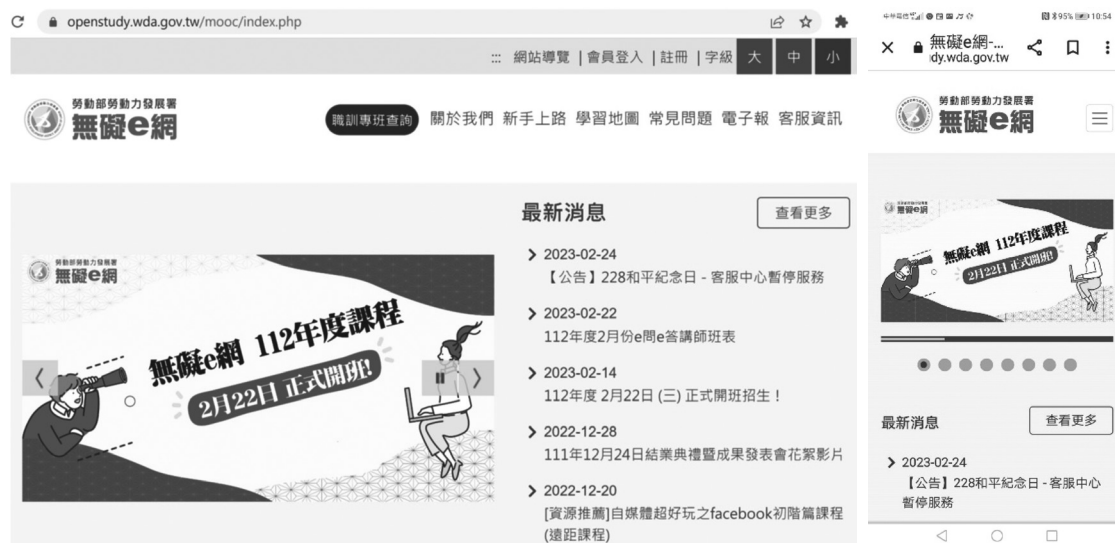 openstudy.wda.gov.tw/mooc/index.php
::: 網站導覽 | 會員登入 | 註冊 | 字級 大 中 小
勞動部勞動力發展署
無礙e網
職訓專班查詢 關於我們 新手上路 學習地圖 常見問題 電子報 客服資訊
勞動部勞動力發展署
無礙e網
無礙e網 112年度課程
2月22日 正式開班!
最新消息
查看更多
2023-02-24
【公告】228和平紀念日 - 客服中心暫停服務
2023-02-22
112年度2月份e問e答講師班表
2023-02-14
112年度 2月22日 (三) 正式開班招生！
2022-12-28
111年12月24日結業典禮暨成果發表會花絮影片
2022-12-20
[資源推薦]自媒體超好玩之facebook初階篇課程
(遠距課程)
中華電信
95% 10:54
無礙e網-...
dy.wda.gov.tw
勞動部勞動力發展署
無礙e網
無礙e網
無礙e網 112年度課程
2月22日 正式開班!
最新消息
查看更多
2023-02-24
【公告】228和平紀念日 - 客服中心
暫停服務